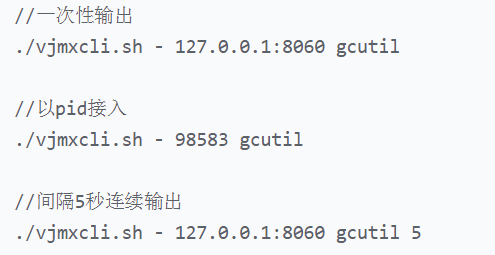 //一次性输出
./vjmxcli.sh - 127.0.0.1:8060 gcutil
//以pid接入
./vjmxcli.sh - 98583 gcutil
//间隔5秒连续输出
./vjmxcli.sh - 127.0.0.1:8060 gcutil 5